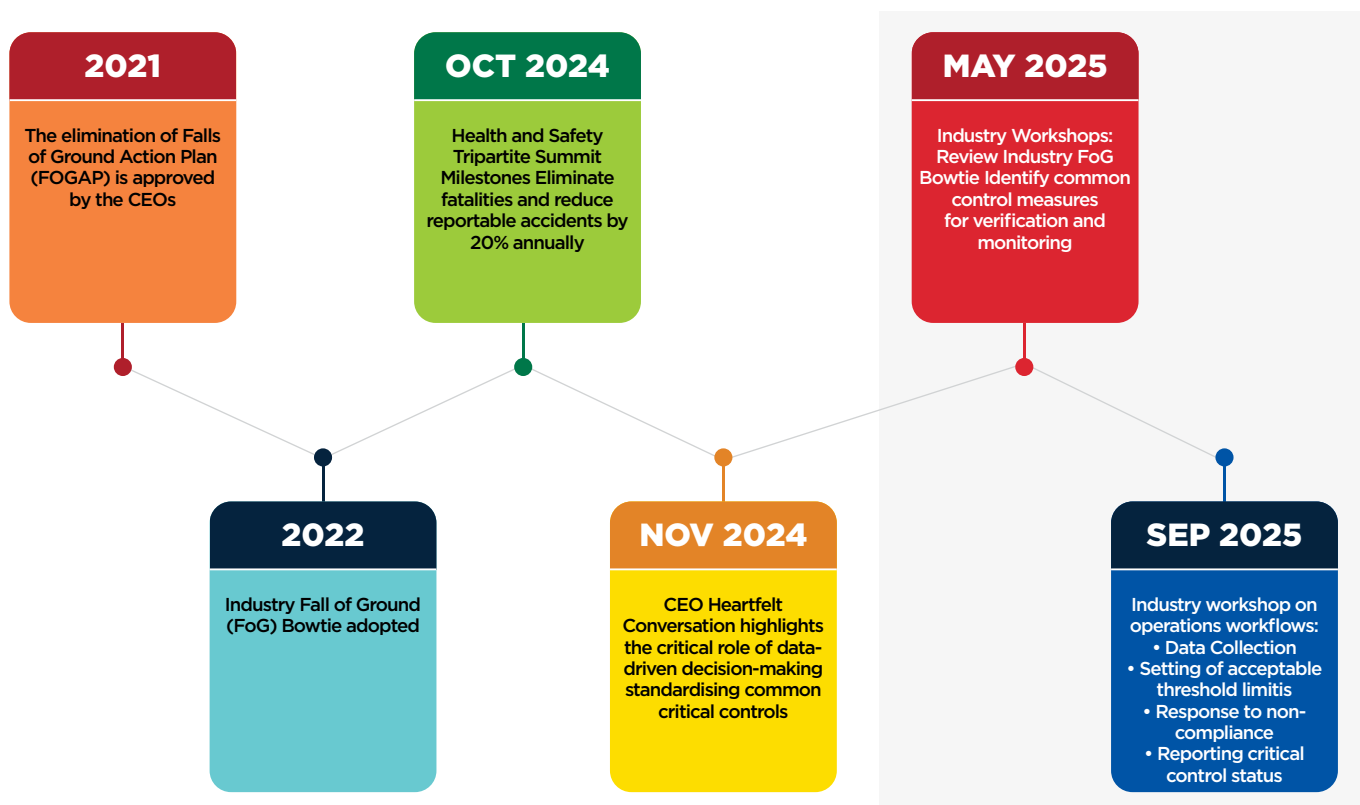 2021
The elimination of Falls
of Ground Action Plan
(FOGAP) is approved
by the CEOs
2022
Industry Fall of Ground
(FoG) Bowtie adopted
OCT 2024
Health and Safety
Tripartite Summit
Milestones Eliminate
fatalities and reduce
reportable accidents by
20% annually
NOV 2024
CEO Heartfelt
Conversation highlights
the critical role of data-
driven decision-making
standardising common
critical controls
MAY 2025
Industry Workshops:
Review Industry FoG
Bowtie Identify common
control measures
for verification and
monitoring
SEP 2025
Industry workshop on
operations workflows:
• Data Collection
• Setting of acceptable
threshold limitis
• Response to non-
compliance
• Reporting critical
control status